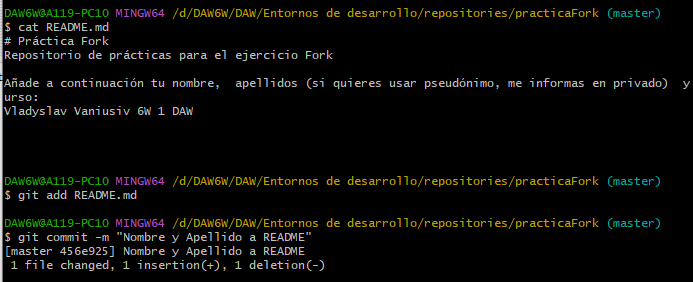 DAW6W@A119-PC10 MINGW64 /d/DAW6W/DAW/Entornos de desarrollo/repositories/practicaFork (master)
$ cat README.md
# Práctica Fork
Repositorio de prácticas para el ejercicio Fork
Añade a continuación tu nombre,  apellidos (si quieres usar pseudónimo, me informas en privado)  y
urso:
Vladyslav Vaniusiv 6W 1 DAW
DAW6W@A119-PC10 MINGW64 /d/DAW6W/DAW/Entornos de desarrollo/repositories/practicaFork (master)
$ git add README.md
DAW6W@A119-PC10 MINGW64 /d/DAW6W/DAW/Entornos de desarrollo/repositories/practicaFork (master)
$ git commit -m "Nombre y Apellido a README"
[master 456e925] Nombre y Apellido a README
 1 file changed, 1 insertion(+), 1 deletion(-)